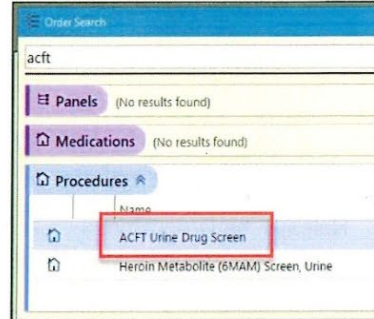 Order Search
acft
Panels (No results found)
Medications (No results found)
Procedures
Name
ACFT Urine Drug Screen
Heroin Metabolite (6MAM) Screen, Urine